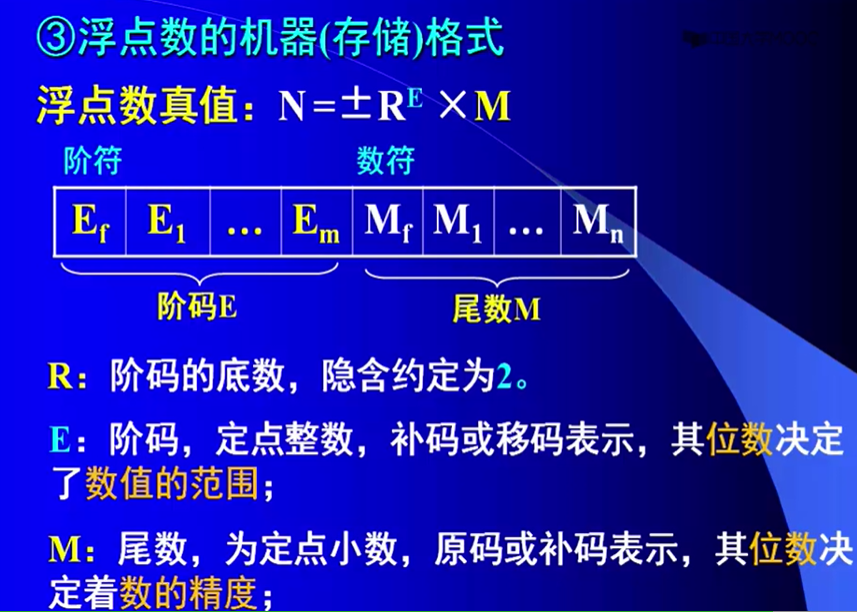 ③浮点数的机器(存储)格式
浮点数真值：N=±R^E ×M
阶符 数符
E_f E_1 … E_m M_f M_1 … M_n
阶码E 尾数M
R：阶码的底数，隐含约定为2。
E：阶码，定点整数，补码或移码表示，其位数决定
了数值的范围；
M：尾数，为定点小数，原码或补码表示，其位数决
定着数的精度；